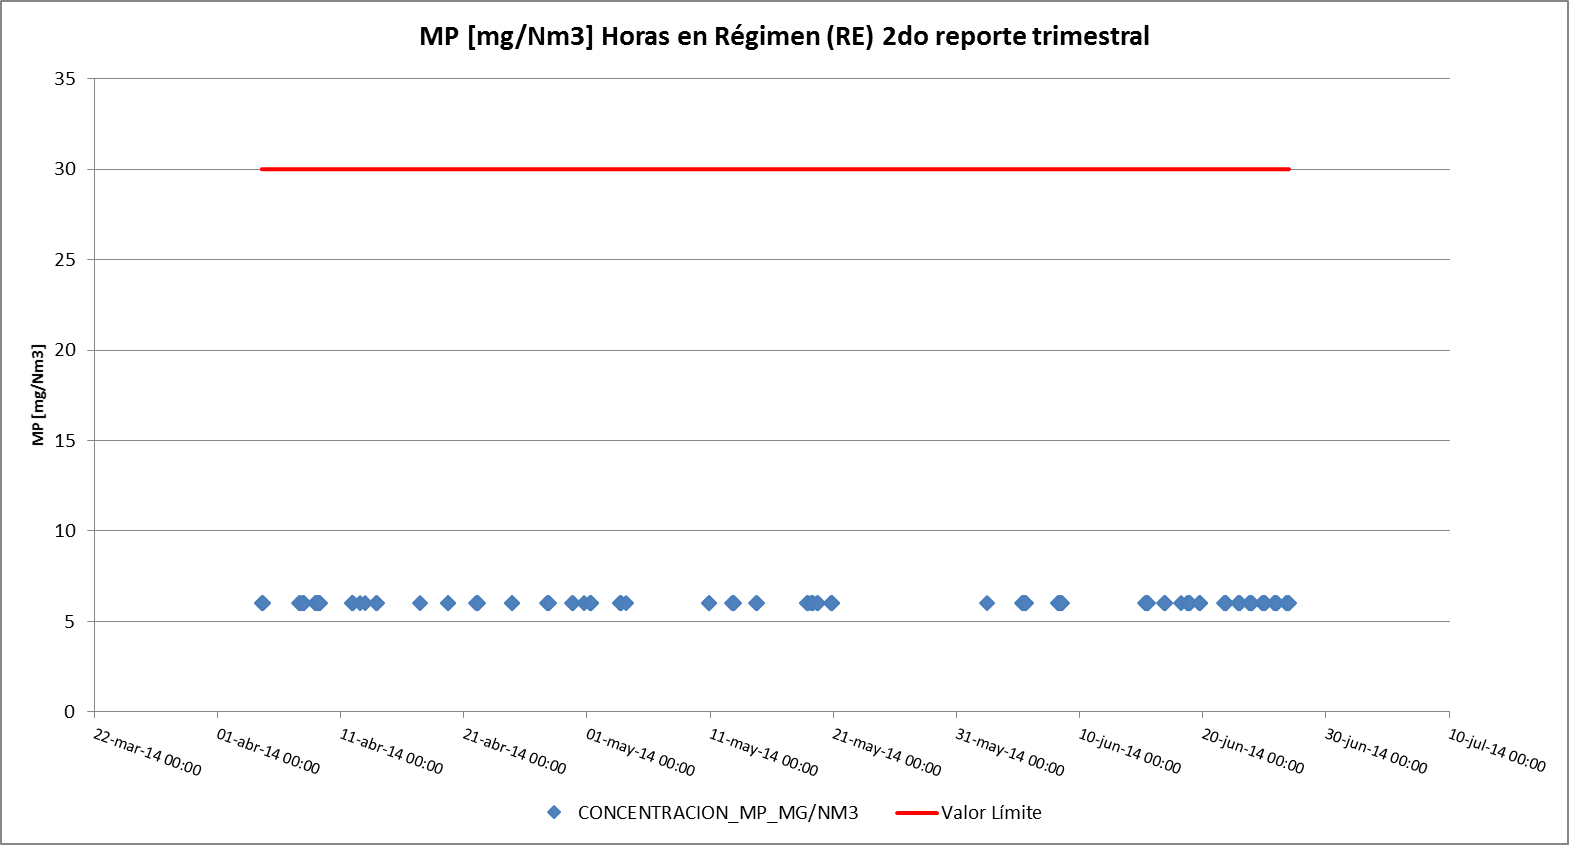 MP [mg/Nm3] Horas en Régimen (RE) 2do reporte trimestral
35
30
25
20
15
10
5
0
MP [mg/Nm3]
22-mar-14 00:00
01-abr-14 00:00
11-abr-14 00:00
21-abr-14 00:00
01-may-14 00:00
11-may-14 00:00
21-may-14 00:00
31-may-14 00:00
10-jun-14 00:00
20-jun-14 00:00
30-jun-14 00:00
10-jul-14 00:00
CONCENTRACION_MP_MG/NM3
Valor Límite